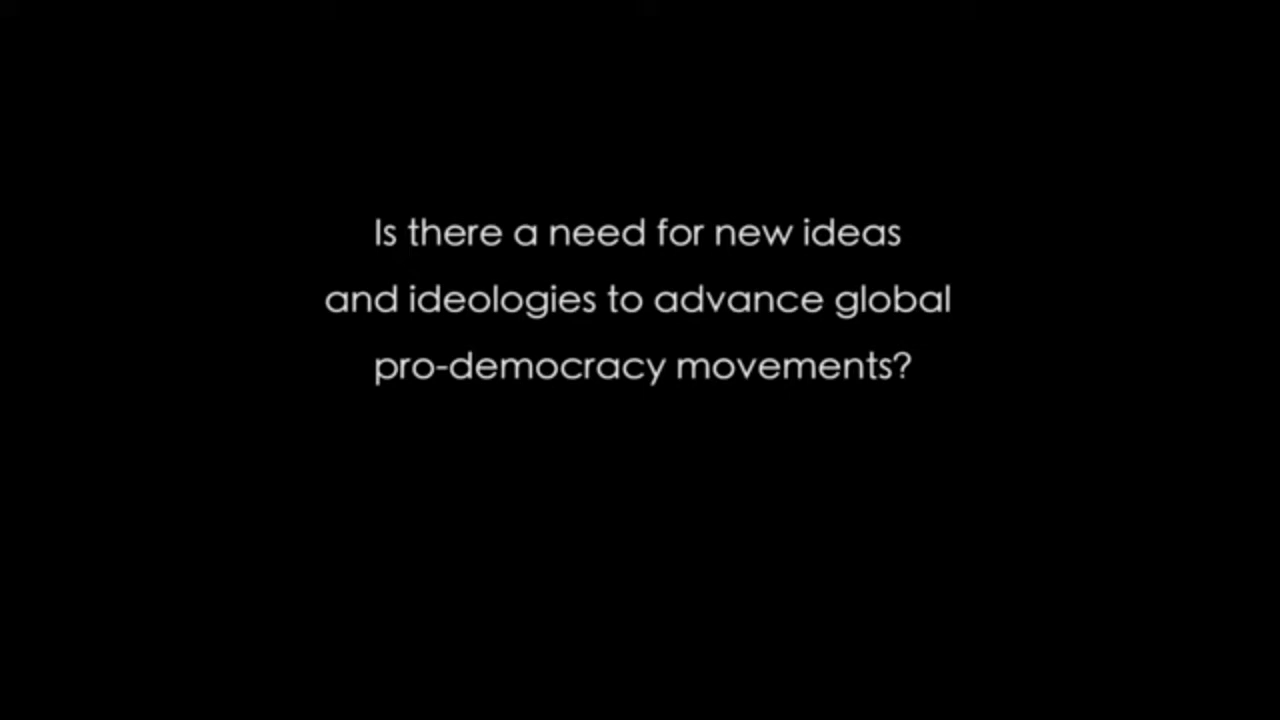 Is there a need for new ideas
and ideologies to advance global
pro-democracy movements?